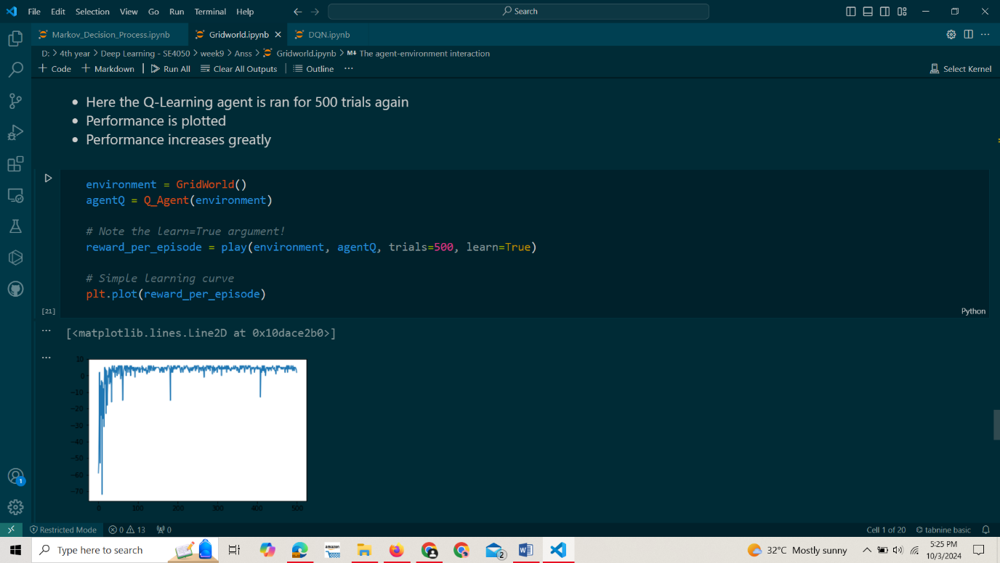 File Edit Selection View Go Run Terminal Help
Search
Markov_Decision_Process.ipynb Gridworld.ipynb DQN.ipynb
D: > 4th year > Deep Learning - SE4050 > week9 > Anss > Gridworld.ipynb > M↓ The agent-environment interaction
+ Code + Markdown | Run All Clear All Outputs | Outline ···
Select Kernel
• Here the Q-Learning agent is ran for 500 trials again
• Performance is plotted
• Performance increases greatly
environment = GridWorld()
agentQ = Q_Agent(environment)
# Note the learn=True argument!
reward_per_episode = play(environment, agentQ, trials=500, learn=True)
# Simple learning curve
plt.plot(reward_per_episode)
[21]
Python
[<matplotlib.lines.Line2D at 0x10dace2b0>]
10
0
−10
−20
−30
−40
−50
−60
−70
0 100 200 300 400 500
1
Restricted Mode 0 13 0
Cell 1 of 20 tabnine basic
Type here to search
amazon
2
32°C Mostly sunny
5:25 PM
10/3/2024